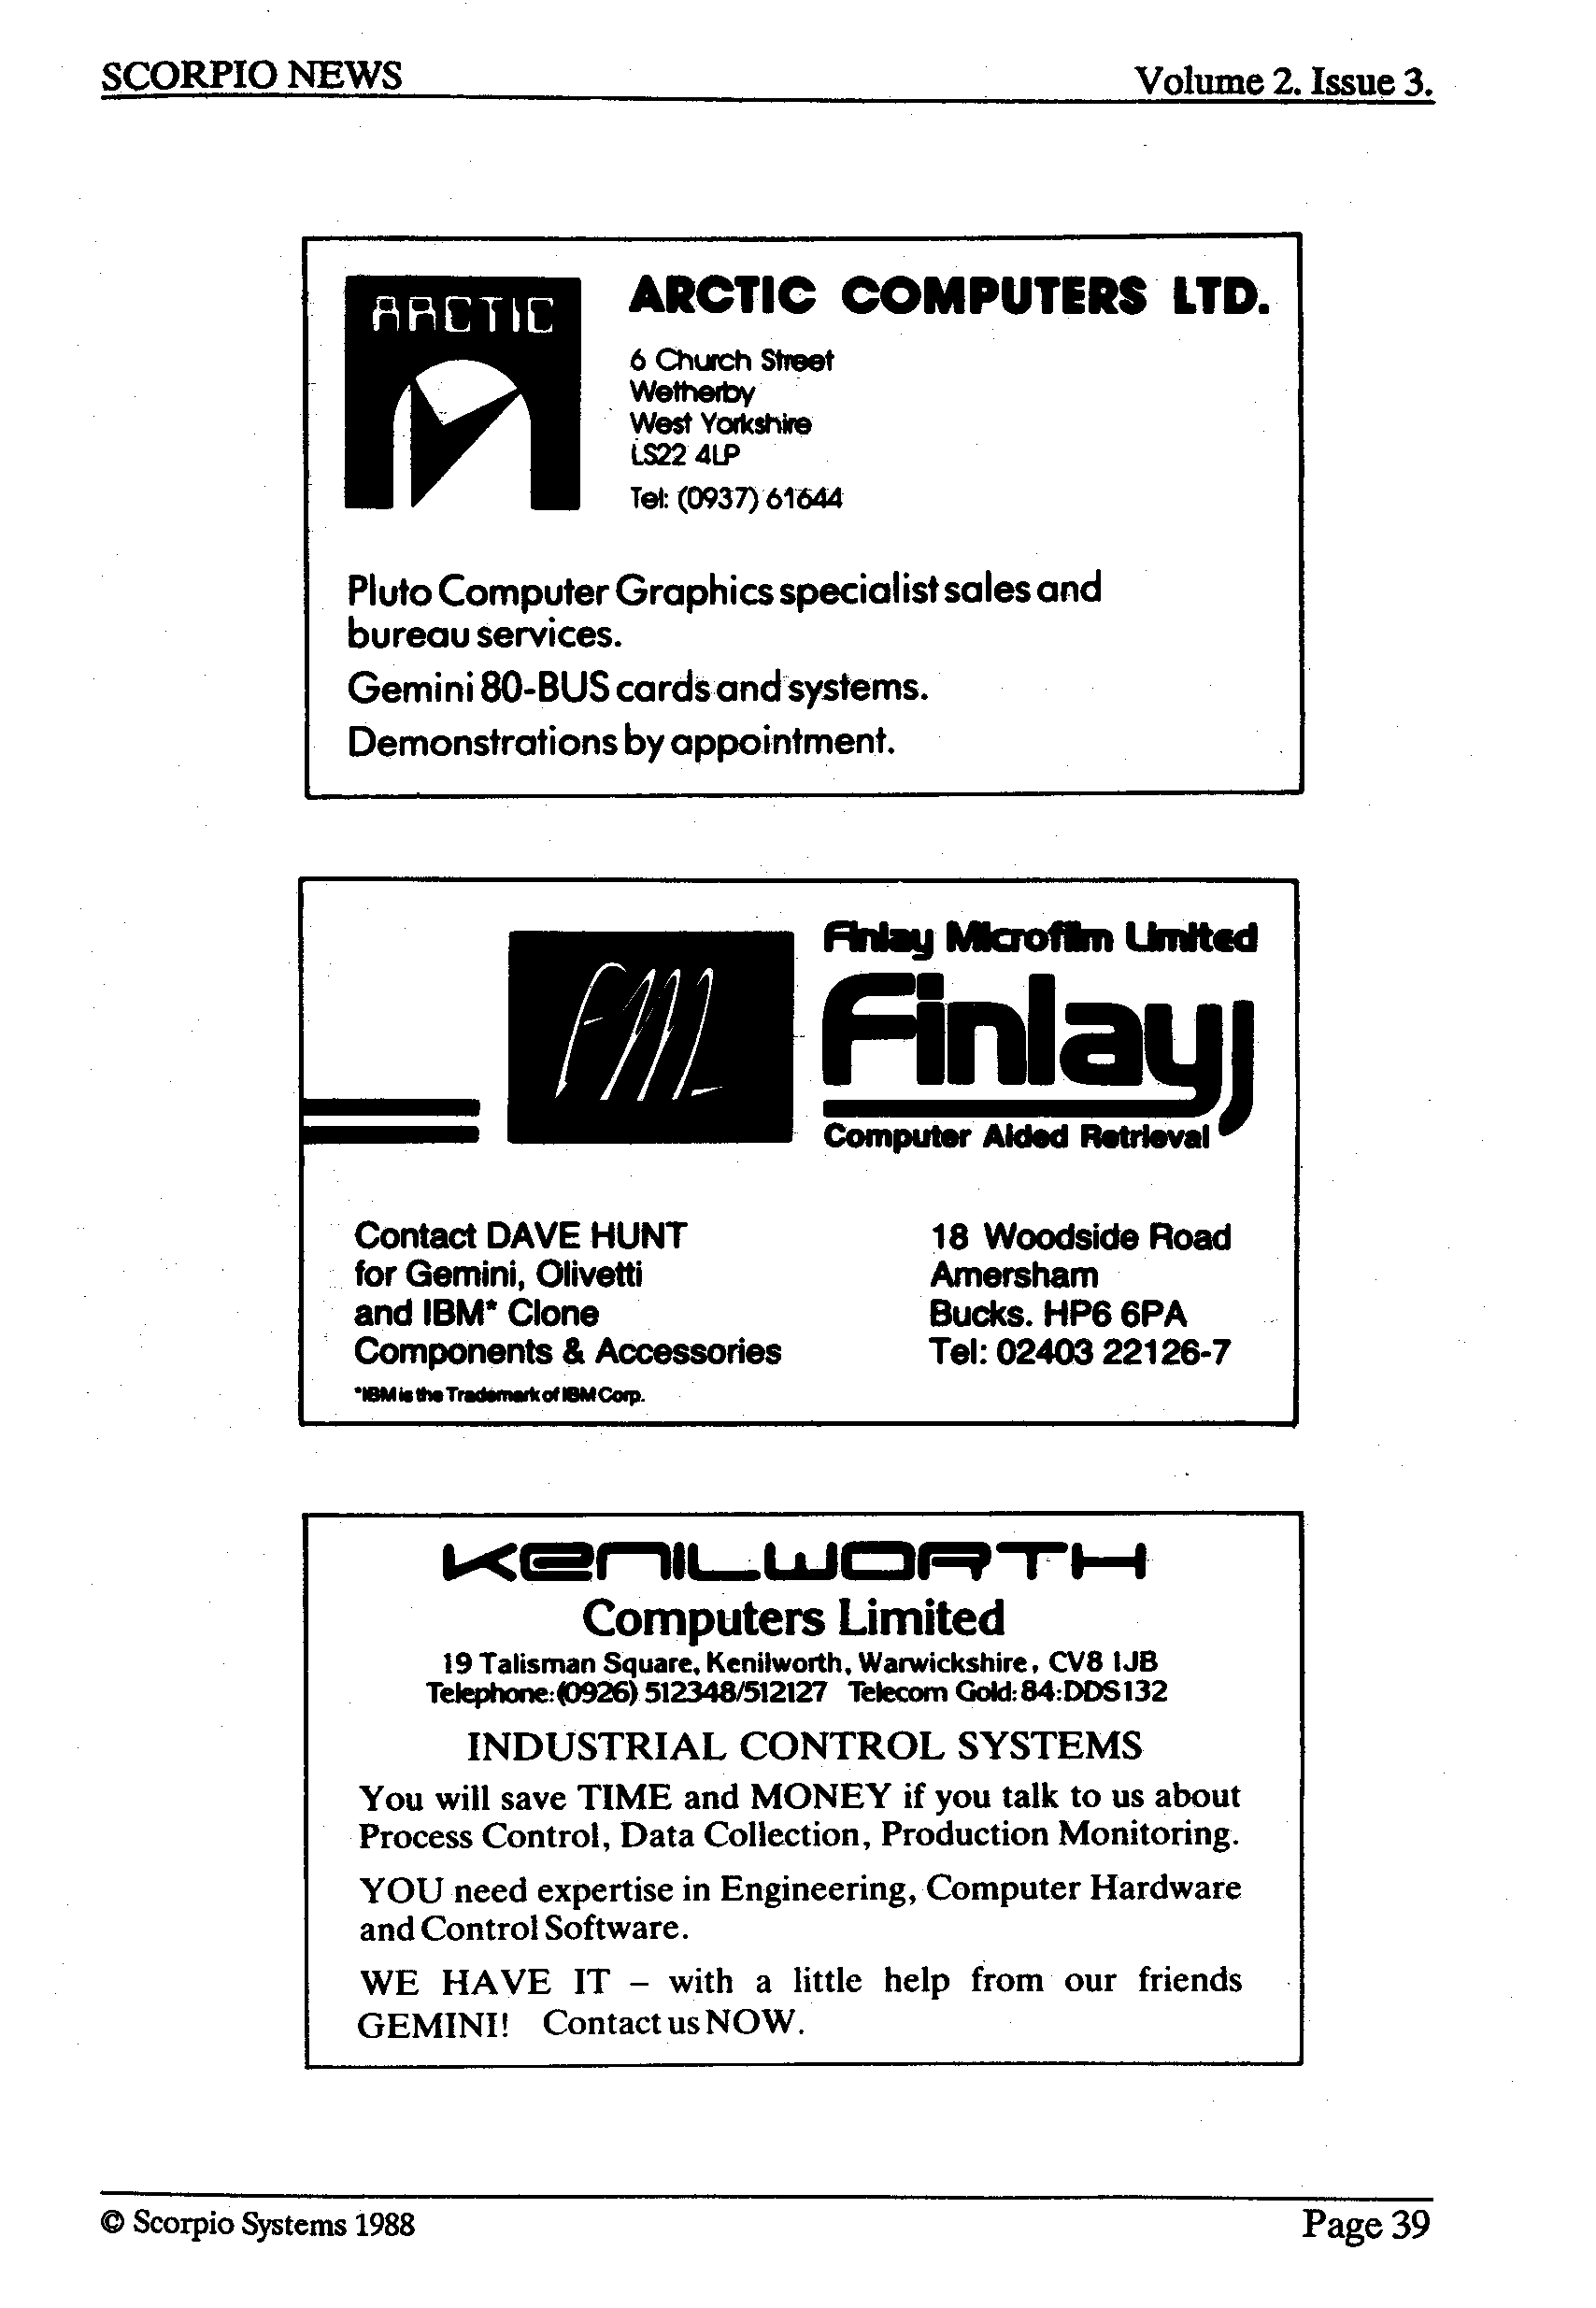 SCORPIO NEWS Volume 2. Issue 3.
ARCTIC
ARCTIC COMPUTERS LTD.
6 Church Street
Wetherby
West Yorkshire
LS22 4LP
Tel: (0937) 61644
Pluto Computer Graphics specialist sales and
bureau services.
Gemini 80-BUS cards and systems.
Demonstrations by appointment.
FML
Finlay Microfilm Limited
Finlay
Computer Aided Retrieval
Contact DAVE HUNT
for Gemini, Olivetti
and IBM* Clone
Components & Accessories
*IBM is the Trademark of IBM Corp.
18 Woodside Road
Amersham
Bucks. HP6 6PA
Tel: 02403 22126-7
KENILWORTH
Computers Limited
19 Talisman Square, Kenilworth, Warwickshire, CV8 1JB
Telephone: (0926) 512348/512127 Telecom Gold: 84:DDS132
INDUSTRIAL CONTROL SYSTEMS
You will save TIME and MONEY if you talk to us about
Process Control, Data Collection, Production Monitoring.
YOU need expertise in Engineering, Computer Hardware
and Control Software.
WE HAVE IT – with a little help from our friends
GEMINI! Contact us NOW.
© Scorpio Systems 1988 Page 39